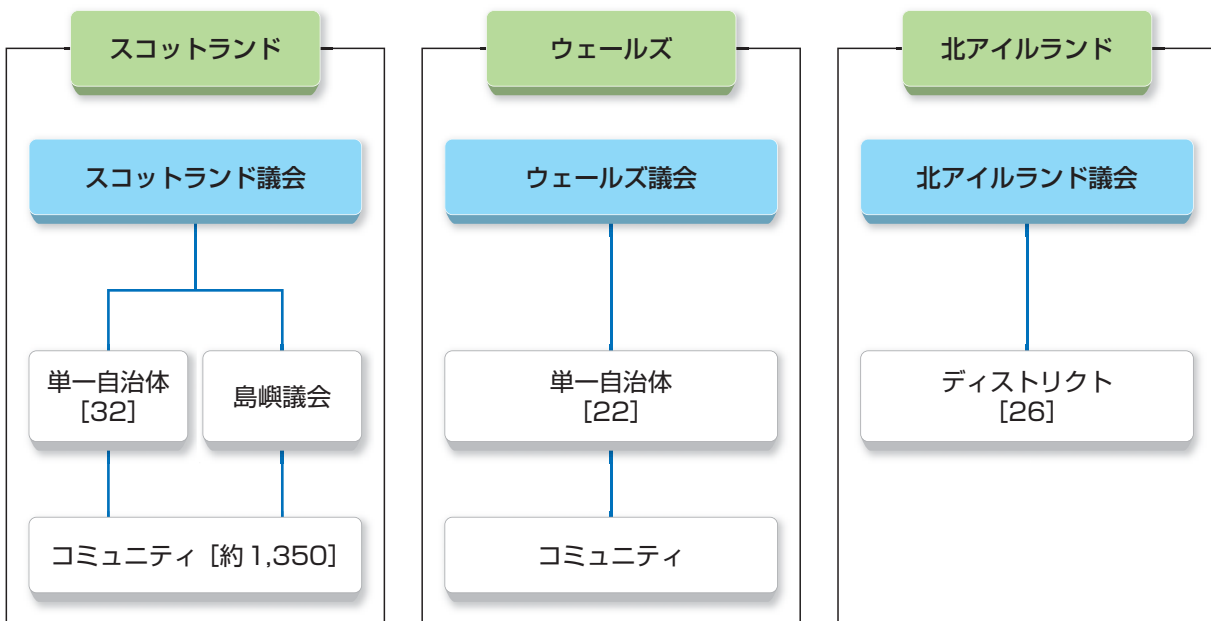 スコットランド
スコットランド議会
単一自治体
[32]
島嶼議会
コミュニティ [約1,350]
ウェールズ
ウェールズ議会
単一自治体
[22]
コミュニティ
北アイルランド
北アイルランド議会
ディストリクト
[26]